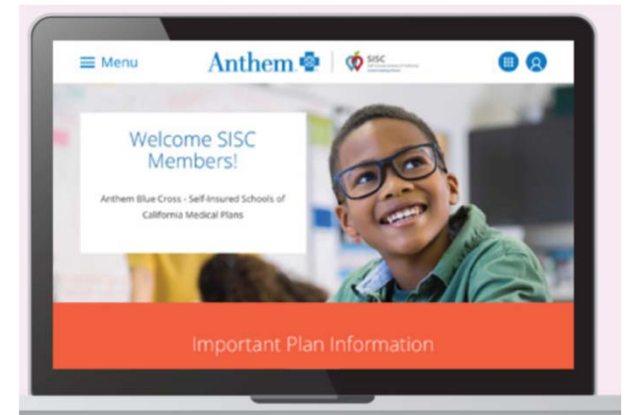 Menu
Anthem
SISC
Welcome SISC
Members!
Anthem Blue Cross - Self-Insured Schools of
California Medical Plans
Important Plan Information